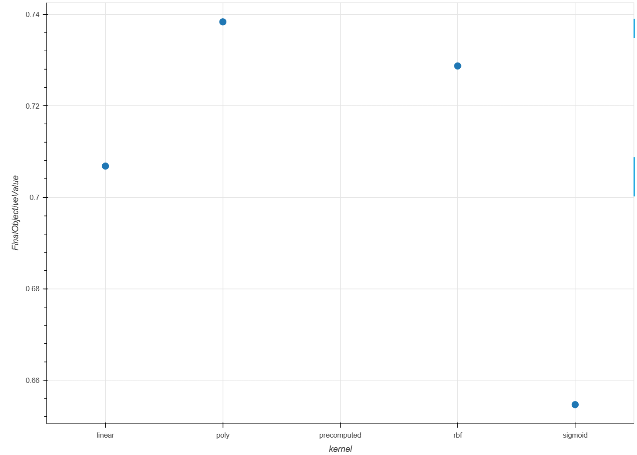 0.74
0.72
0.7
0.68
0.66
FinalObjectiveValue
linear poly precomputed rbf sigmoid
kernel